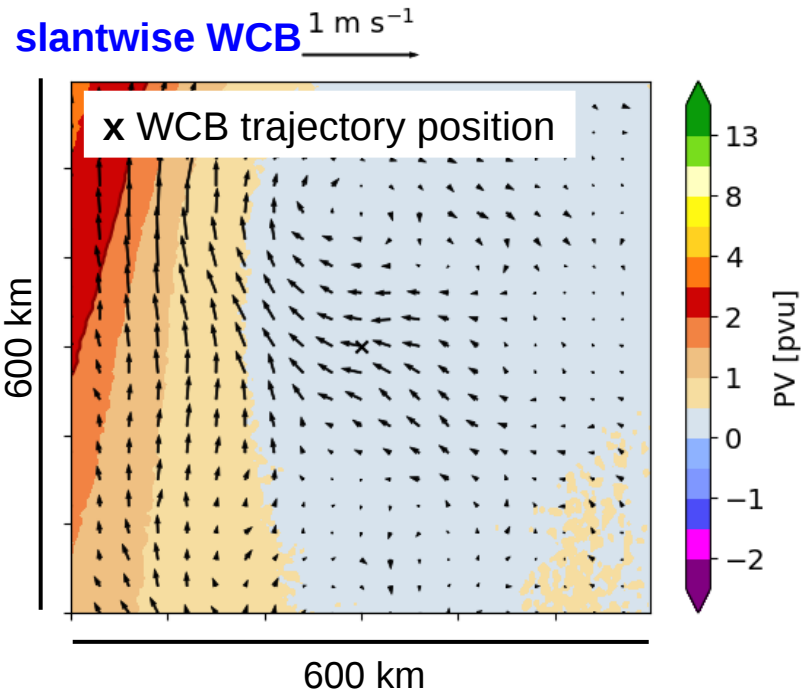 slantwise WCB
1 m s⁻¹
x WCB trajectory position
600 km
600 km
13
8
4
2
1
0
−1
−2
PV [pvu]